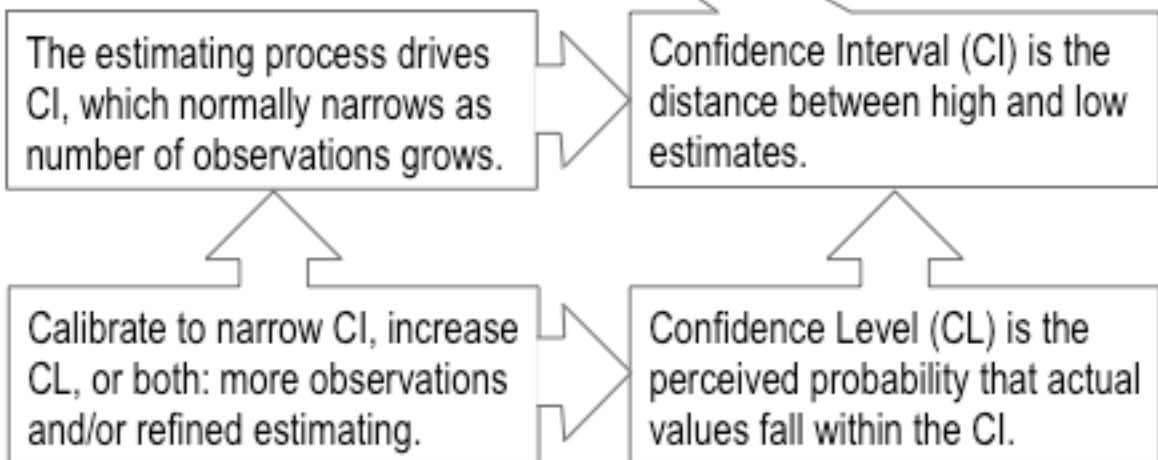 The estimating process drives
CI, which normally narrows as
number of observations grows.
Confidence Interval (CI) is the
distance between high and low
estimates.
Calibrate to narrow CI, increase
CL, or both: more observations
and/or refined estimating.
Confidence Level (CL) is the
perceived probability that actual
values fall within the CI.